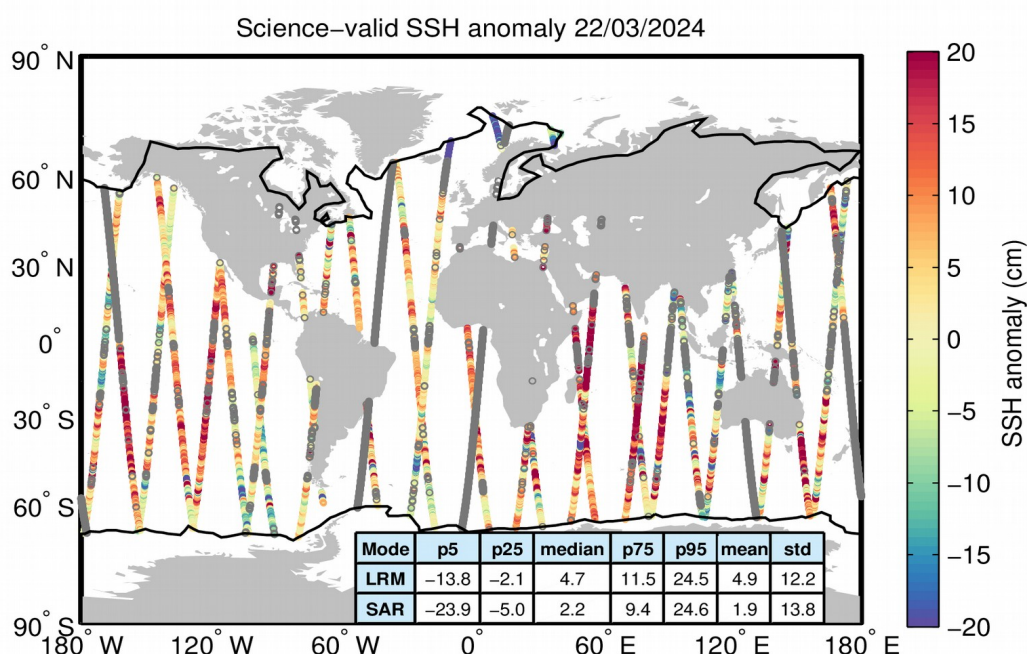 Science−valid SSH anomaly 22/03/2024
90° N
60° N
30° N
0°
30° S
60° S
90° S
180° W
120° W
60° W
0°
60° E
120° E
180° E
Mode p5 p25 median p75 p95 mean std
LRM −13.8 −2.1 4.7 11.5 24.5 4.9 12.2
SAR −23.9 −5.0 2.2 9.4 24.6 1.9 13.8
20
15
10
5
0
−5
−10
−15
−20
SSH anomaly (cm)